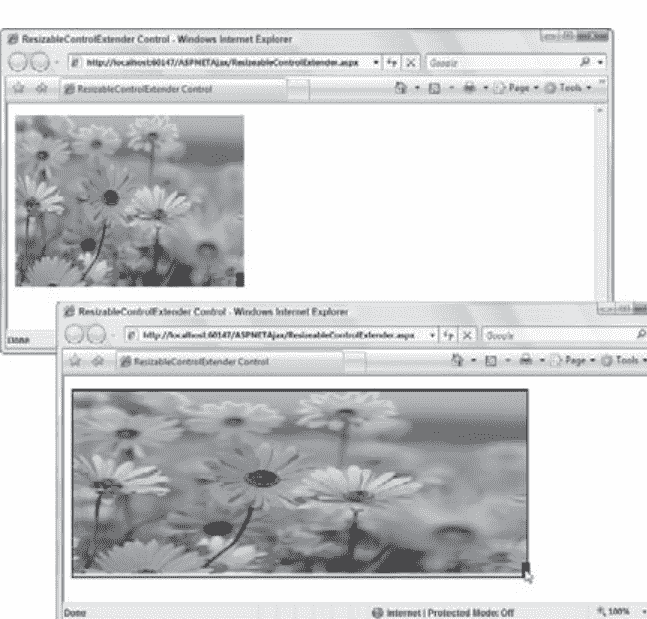 ResizableControlExtender Control - Windows Internet Explorer
http://localhost:60147/ASPNETAjax/ResizeableControlExtender.aspx
Google
ResizableControlExtender Control
Page
Tools
Done
ResizableControlExtender Control - Windows Internet Explorer
http://localhost:60147/ASPNETAjax/ResizeableControlExtender.aspx
Google
ResizableControlExtender Control
Page
Tools
Done
Internet | Protected Mode: Off
100%